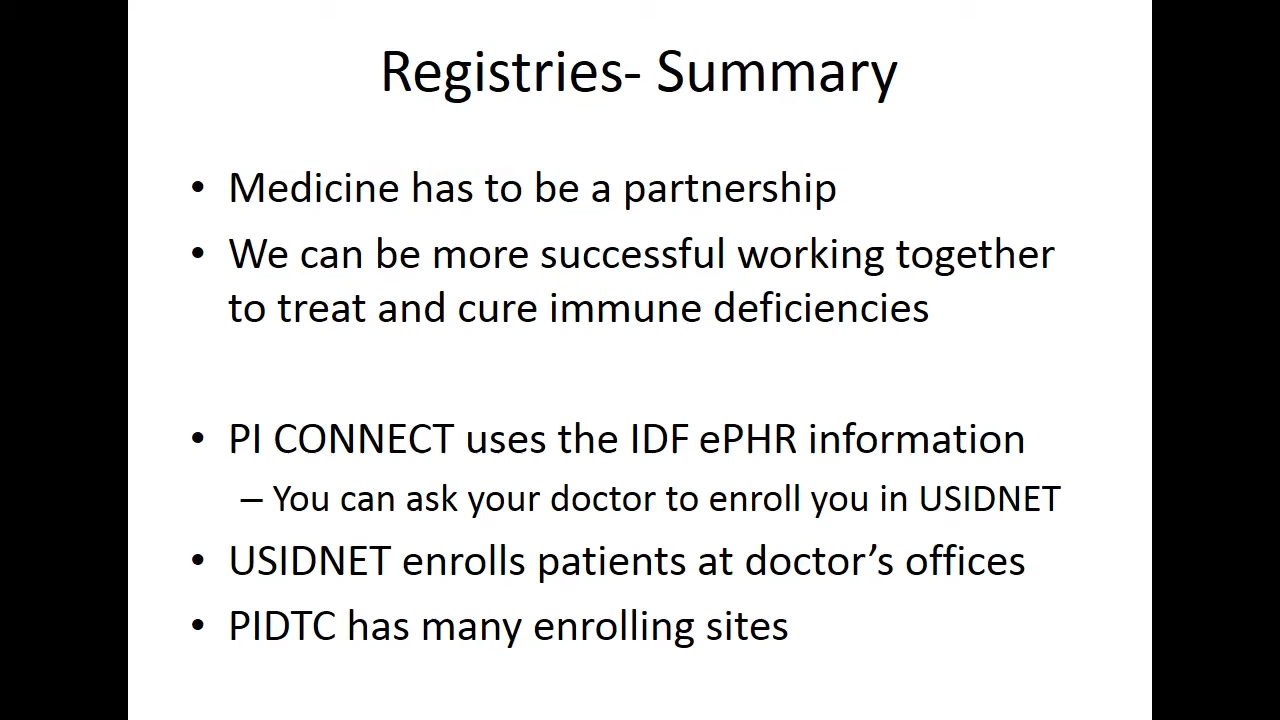 Registries- Summary
• Medicine has to be a partnership
• We can be more successful working together
to treat and cure immune deficiencies
• PI CONNECT uses the IDF ePHR information
– You can ask your doctor to enroll you in USIDNET
• USIDNET enrolls patients at doctor’s offices
• PIDTC has many enrolling sites